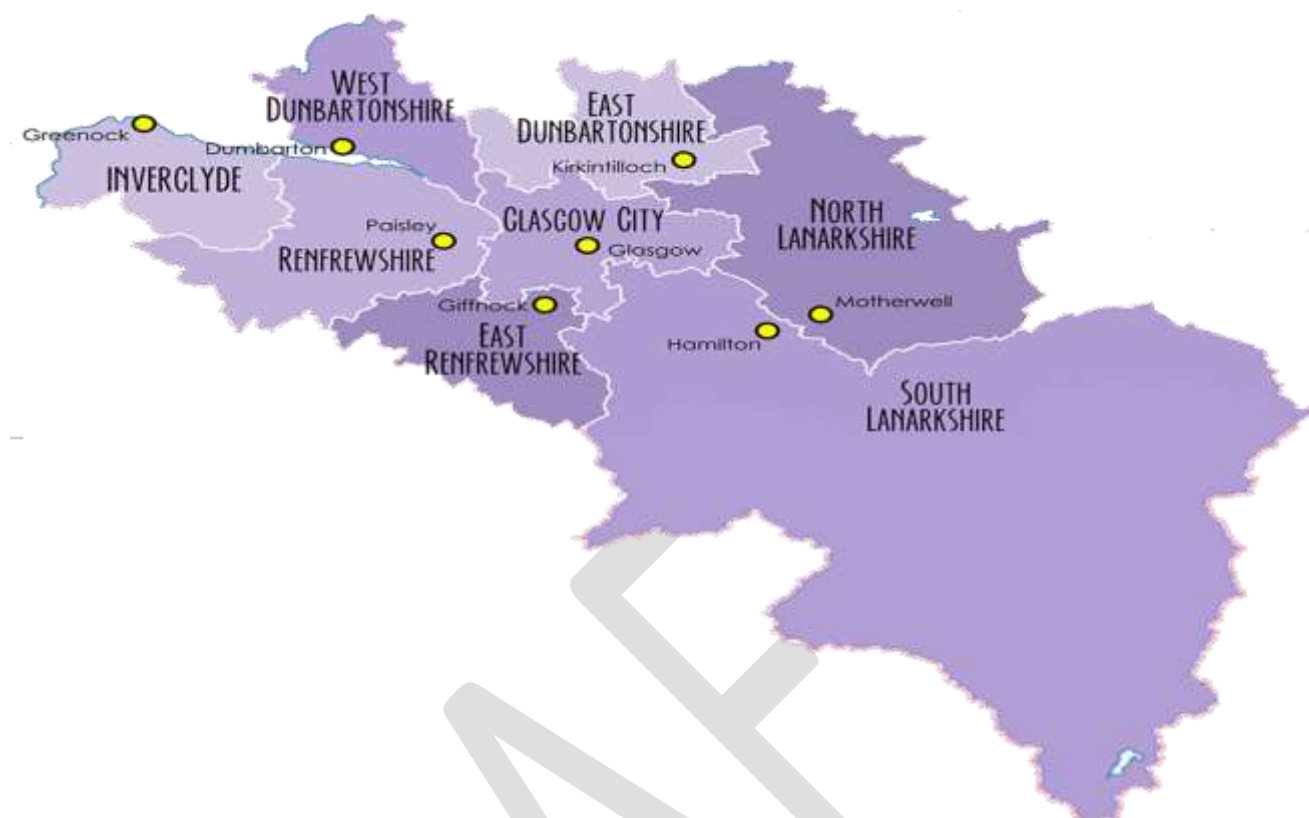 WEST
DUNBARTONSHIRE
EAST
DUNBARTONSHIRE
Greenock
Dumbarton
Kirkintilloch
INVERCLYDE
NORTH
LANARKSHIRE
Paisley
GLASGOW CITY
RENFREWSHIRE
Glasgow
Giffnock
Motherwell
EAST
RENFREWSHIRE
Hamilton
SOUTH
LANARKSHIRE